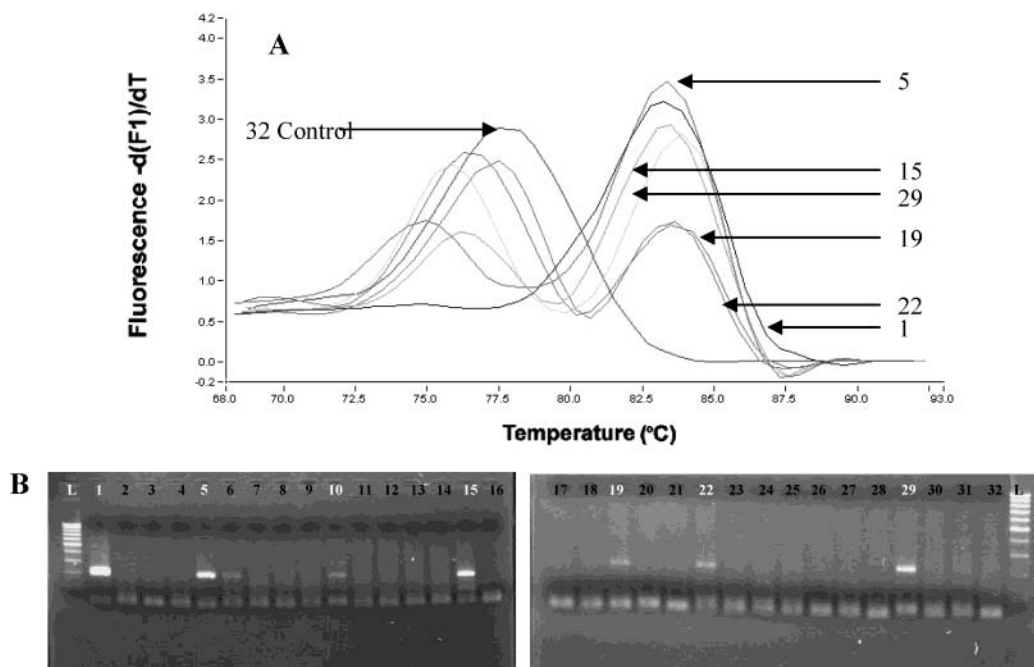 A
4.2
3.5
3.0
2.5
2.0
1.5
1.0
0.5
0.0
-0.2
Fluorescence -d(F1)/dT
32 Control
5
15
29
19
22
1
68.0 70.0 72.5 75.0 77.5 80.0 82.5 85.0 87.5 90.0 93.0
Temperature (°C)
B
L 1 2 3 4 5 6 7 8 9 10 11 12 13 14 15 16
17 18 19 20 21 22 23 24 25 26 27 28 29 30 31 32 L